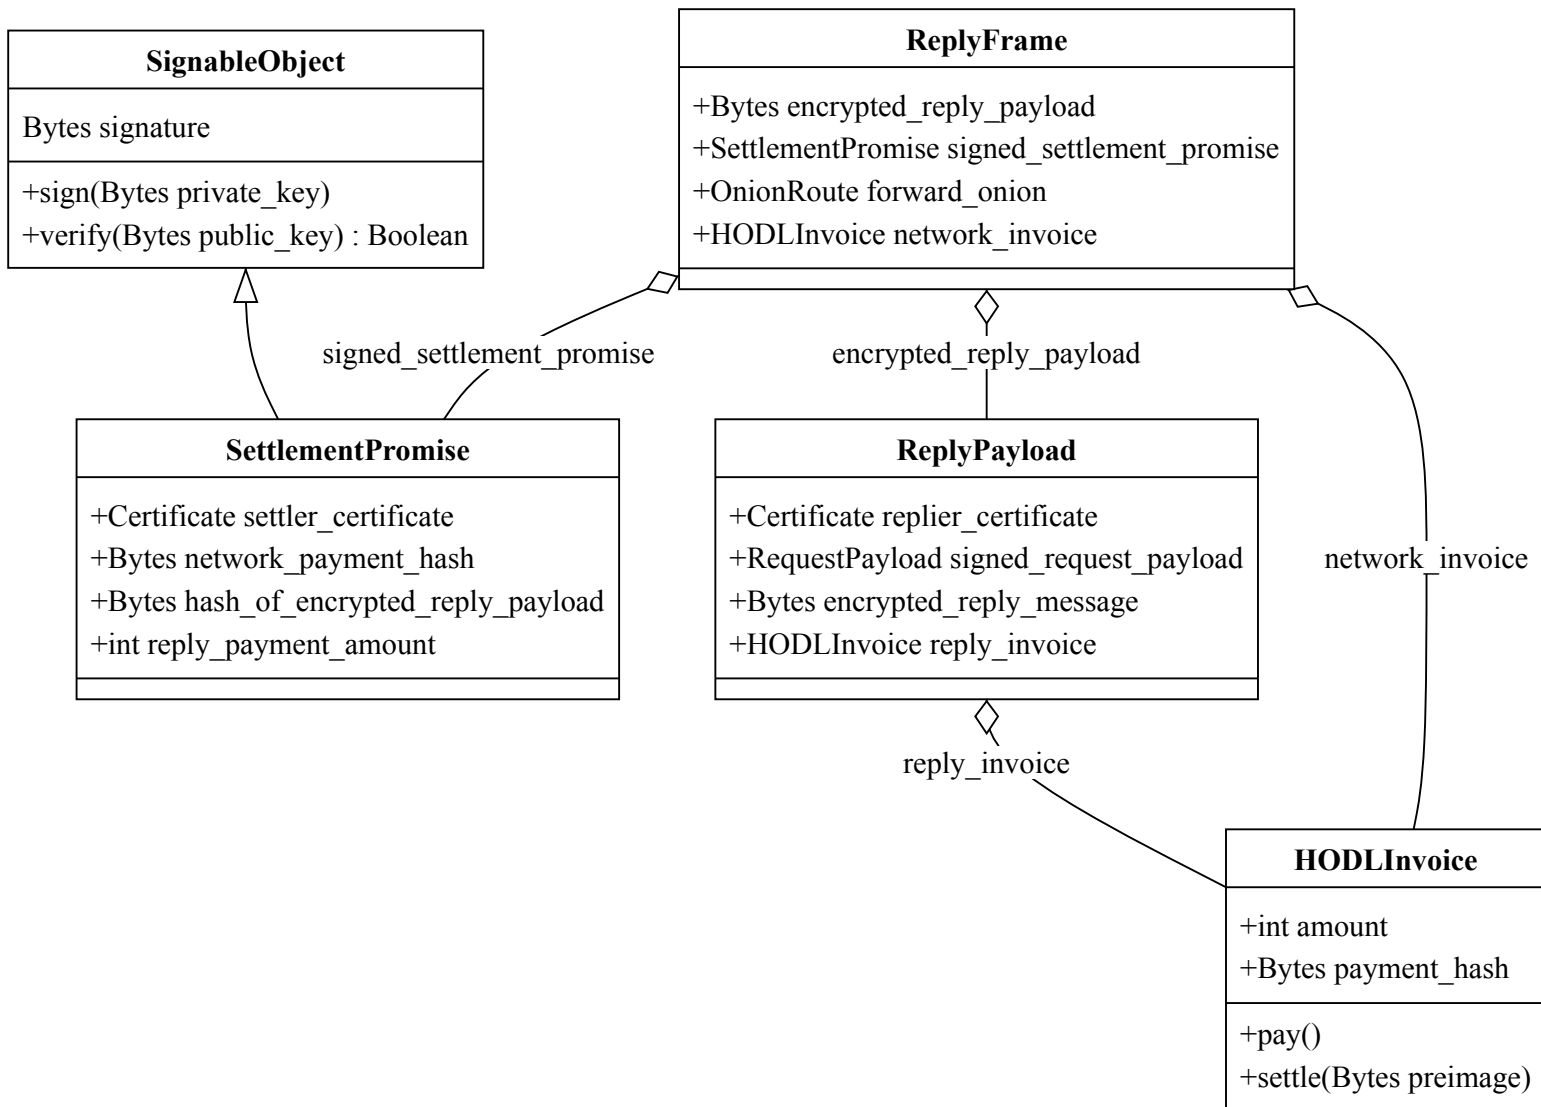 SignableObject
Bytes signature
+sign(Bytes private_key)
+verify(Bytes public_key) : Boolean
ReplyFrame
+Bytes encrypted_reply_payload
+SettlementPromise signed_settlement_promise
+OnionRoute forward_onion
+HODLInvoice network_invoice
signed_settlement_promise
encrypted_reply_payload
SettlementPromise
+Certificate settler_certificate
+Bytes network_payment_hash
+Bytes hash_of_encrypted_reply_payload
+int reply_payment_amount
ReplyPayload
+Certificate replier_certificate
+RequestPayload signed_request_payload
+Bytes encrypted_reply_message
+HODLInvoice reply_invoice
network_invoice
reply_invoice
HODLInvoice
+int amount
+Bytes payment_hash
+pay()
+settle(Bytes preimage)